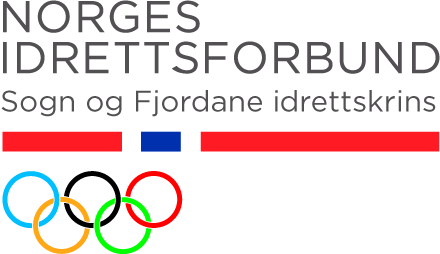 NORGES
IDRETTSFORBUND
Sogn og Fjordane idrettskrins